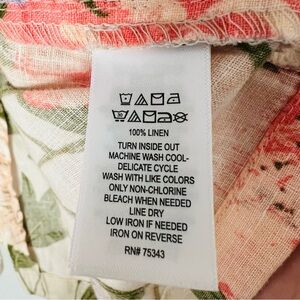 100% LINEN
TURN INSIDE OUT
MACHINE WASH COOL-
DELICATE CYCLE
WASH WITH LIKE COLORS
ONLY NON-CHLORINE
BLEACH WHEN NEEDED
LINE DRY
LOW IRON IF NEEDED
IRON ON REVERSE
RN# 75343